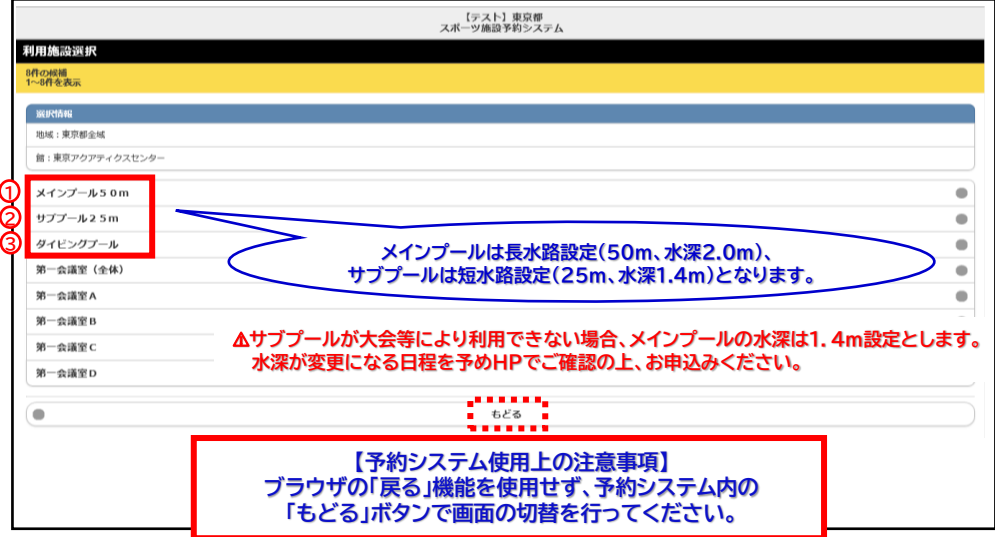 【テスト】東京都
スポーツ施設予約システム
利用施設選択
8件の候補
1～8件を表示
選択情報
地域：東京都全域
館：東京アクアティクスセンター
① メインプール５０ｍ
② サブプール２５ｍ
③ ダイビングプール
メインプールは長水路設定(50m、水深2.0m)、
サブプールは短水路設定(25m、水深1.4m)となります。
第一会議室（全体）
第一会議室Ａ
第一会議室Ｂ
第一会議室Ｃ
第一会議室Ｄ
⚠サブプールが大会等により利用できない場合、メインプールの水深は1．4m設定とします。
水深が変更になる日程を予めHPでご確認の上、お申込みください。
もどる
【予約システム使用上の注意事項】
ブラウザの「戻る」機能を使用せず、予約システム内の
「もどる」ボタンで画面の切替を行ってください。